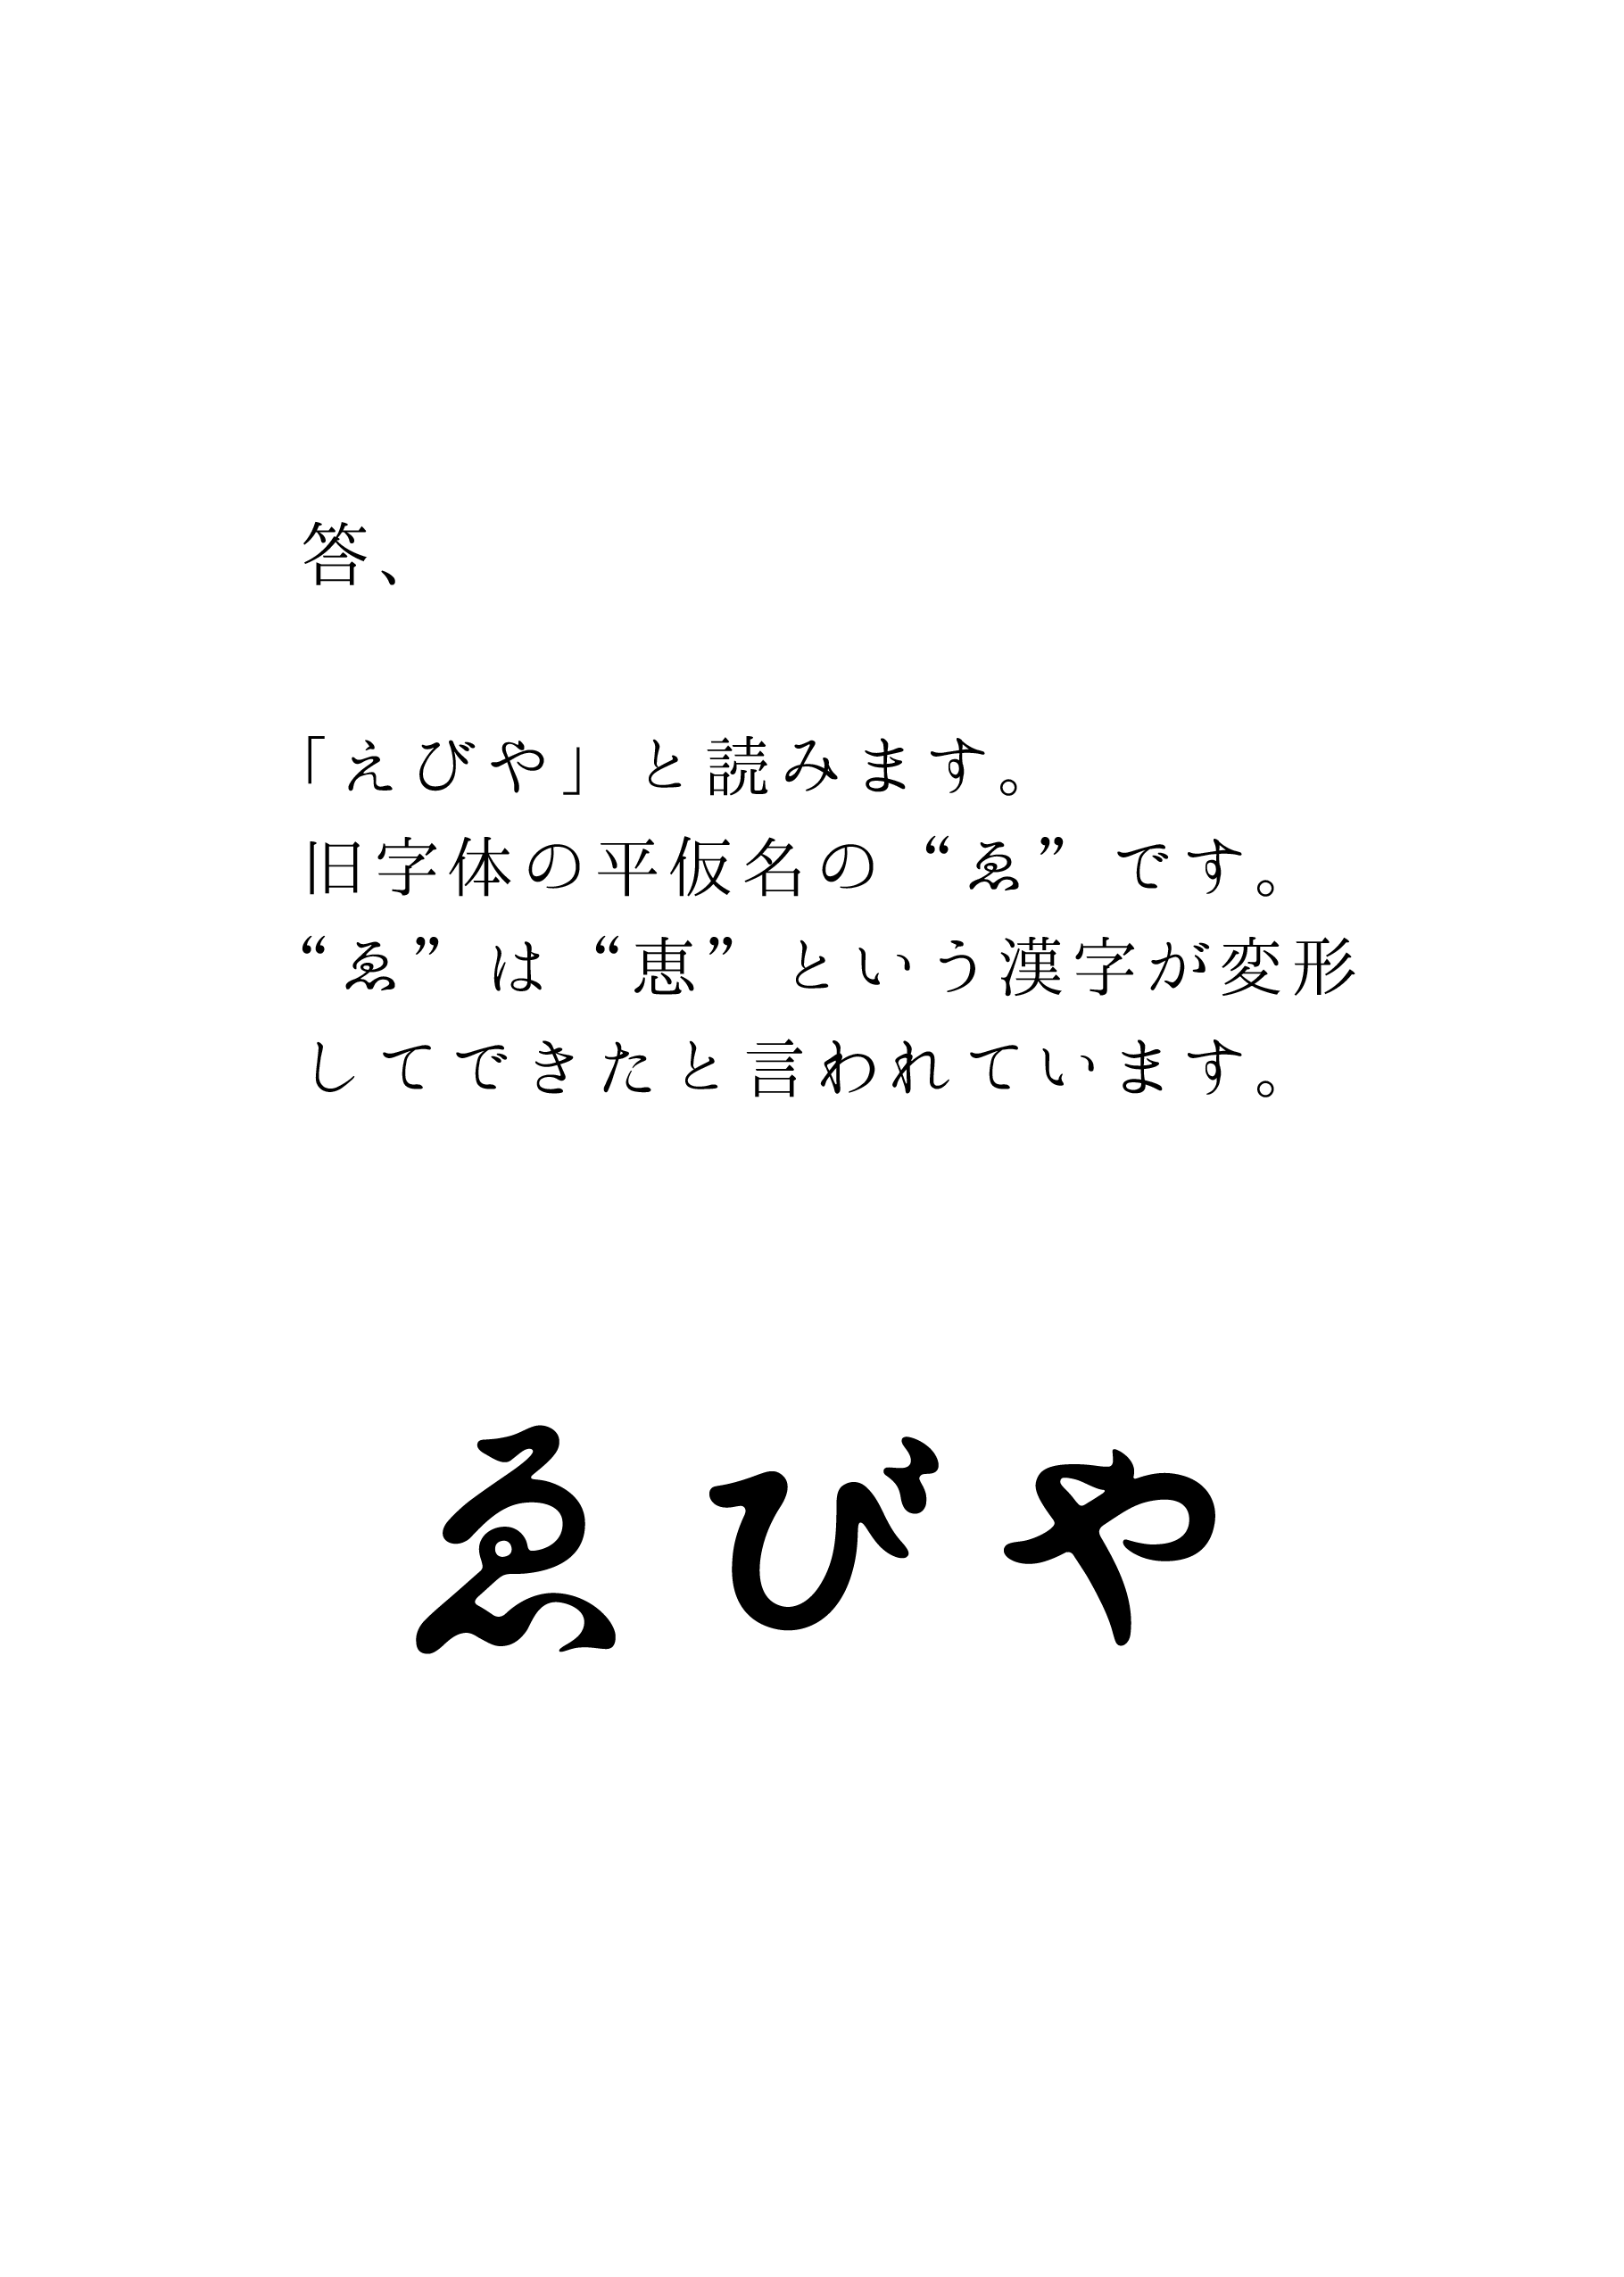 答、
「えびや」と読みます。
旧字体の平仮名の“ゑ”です。
“ゑ”は“恵”という漢字が変形
してできたと言われています。
ゑびや